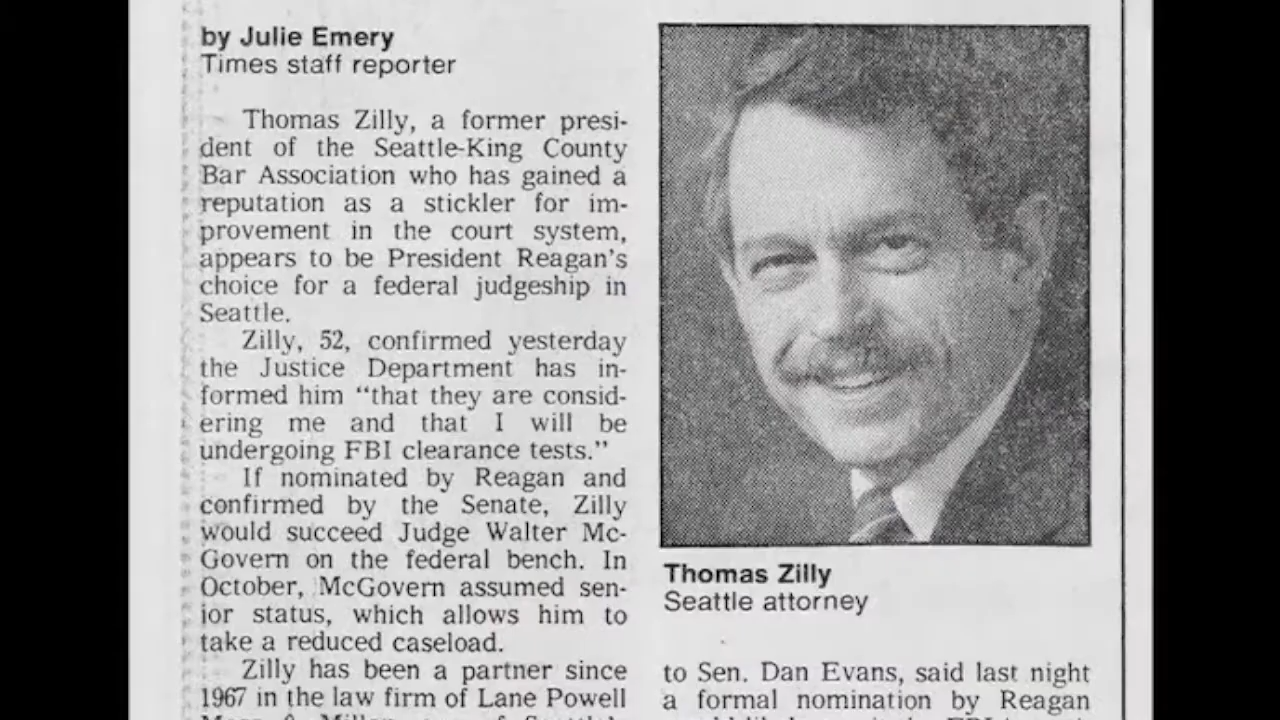 by Julie Emery
Times staff reporter
Thomas Zilly, a former presi-
dent of the Seattle-King County
Bar Association who has gained a
reputation as a stickler for im-
provement in the court system,
appears to be President Reagan's
choice for a federal judgeship in
Seattle.
Zilly, 52, confirmed yesterday
the Justice Department has in-
formed him “that they are consid-
ering me and that I will be
undergoing FBI clearance tests.”
If nominated by Reagan and
confirmed by the Senate, Zilly
would succeed Judge Walter Mc-
Govern on the federal bench. In
October, McGovern assumed sen-
ior status, which allows him to
take a reduced caseload.
Zilly has been a partner since
1967 in the law firm of Lane Powell
Thomas Zilly
Seattle attorney
to Sen. Dan Evans, said last night
a formal nomination by Reagan